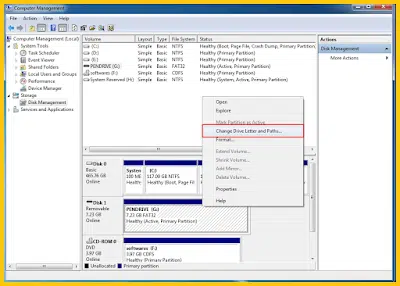 Computer Management
File Action View Help
Computer Management (Local)
System Tools
Task Scheduler
Event Viewer
Shared Folders
Local Users and Groups
Performance
Device Manager
Storage
Disk Management
Services and Applications
Volume Layout Type File System Status
(C:) Simple Basic NTFS Healthy (Boot, Page File, Crash Dump, Primary Partition)
(D:) Simple Basic NTFS Healthy (Primary Partition)
Simple Basic NTFS Healthy (Primary Partition)
PENDRIVE (G:) Simple Basic FAT32 Healthy (Active, Primary Partition)
softwares (F:) Simple Basic CDFS Healthy (Primary Partition)
System Reserved (H:) Simple Basic NTFS Healthy (System, Active, Primary Partition)
Actions
Disk Management
More Actions
Open
Explore
Mark Partition as Active
Change Drive Letter and Paths...
Format...
Extend Volume...
Shrink Volume...
Add Mirror...
Delete Volume...
Properties
Help
Disk 0
Basic
465.76 GB
Online
System
100 ME
Healthy
(C:)
117.09 GB NTFS
Healthy (Boot, Page
Disk 1
Removable
7.23 GB
Online
PENDRIVE (G:)
7.23 GB FAT32
Healthy (Active, Primary Partition)
CD-ROM 0
DVD
3.97 GB
Online
softwares (F:)
3.97 GB CDFS
Healthy (Primary Partition)
Unallocated Primary partition